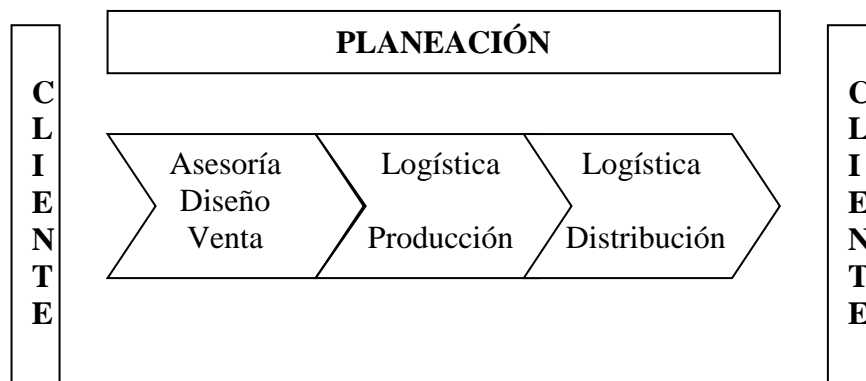 PLANEACIÓN
C
L
I
E
N
T
E
Asesoría
Diseño
Venta
Logística
Producción
Logística
Distribución
C
L
I
E
N
T
E